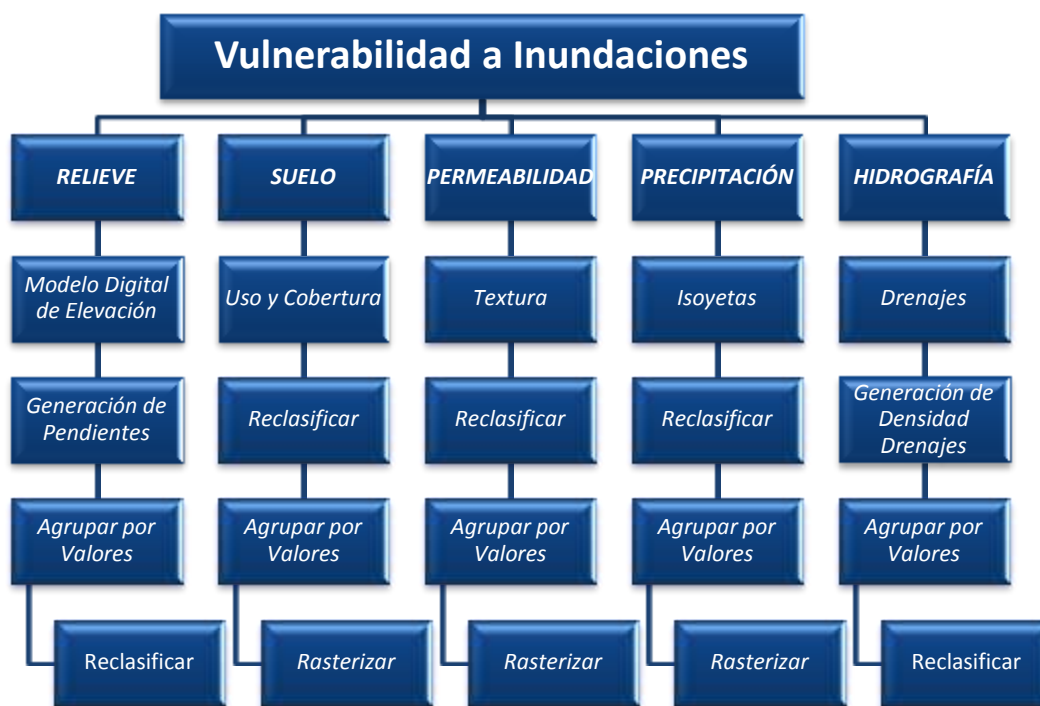 Vulnerabilidad a Inundaciones
RELIEVE
SUELO
PERMEABILIDAD
PRECIPITACIÓN
HIDROGRAFÍA
Modelo Digital
de Elevación
Uso y Cobertura
Textura
Isoyetas
Drenajes
Generación de
Pendientes
Reclasificar
Reclasificar
Reclasificar
Generación de
Densidad
Drenajes
Agrupar por
Valores
Agrupar por
Valores
Agrupar por
Valores
Agrupar por
Valores
Agrupar por
Valores
Reclasificar
Rasterizar
Rasterizar
Rasterizar
Reclasificar